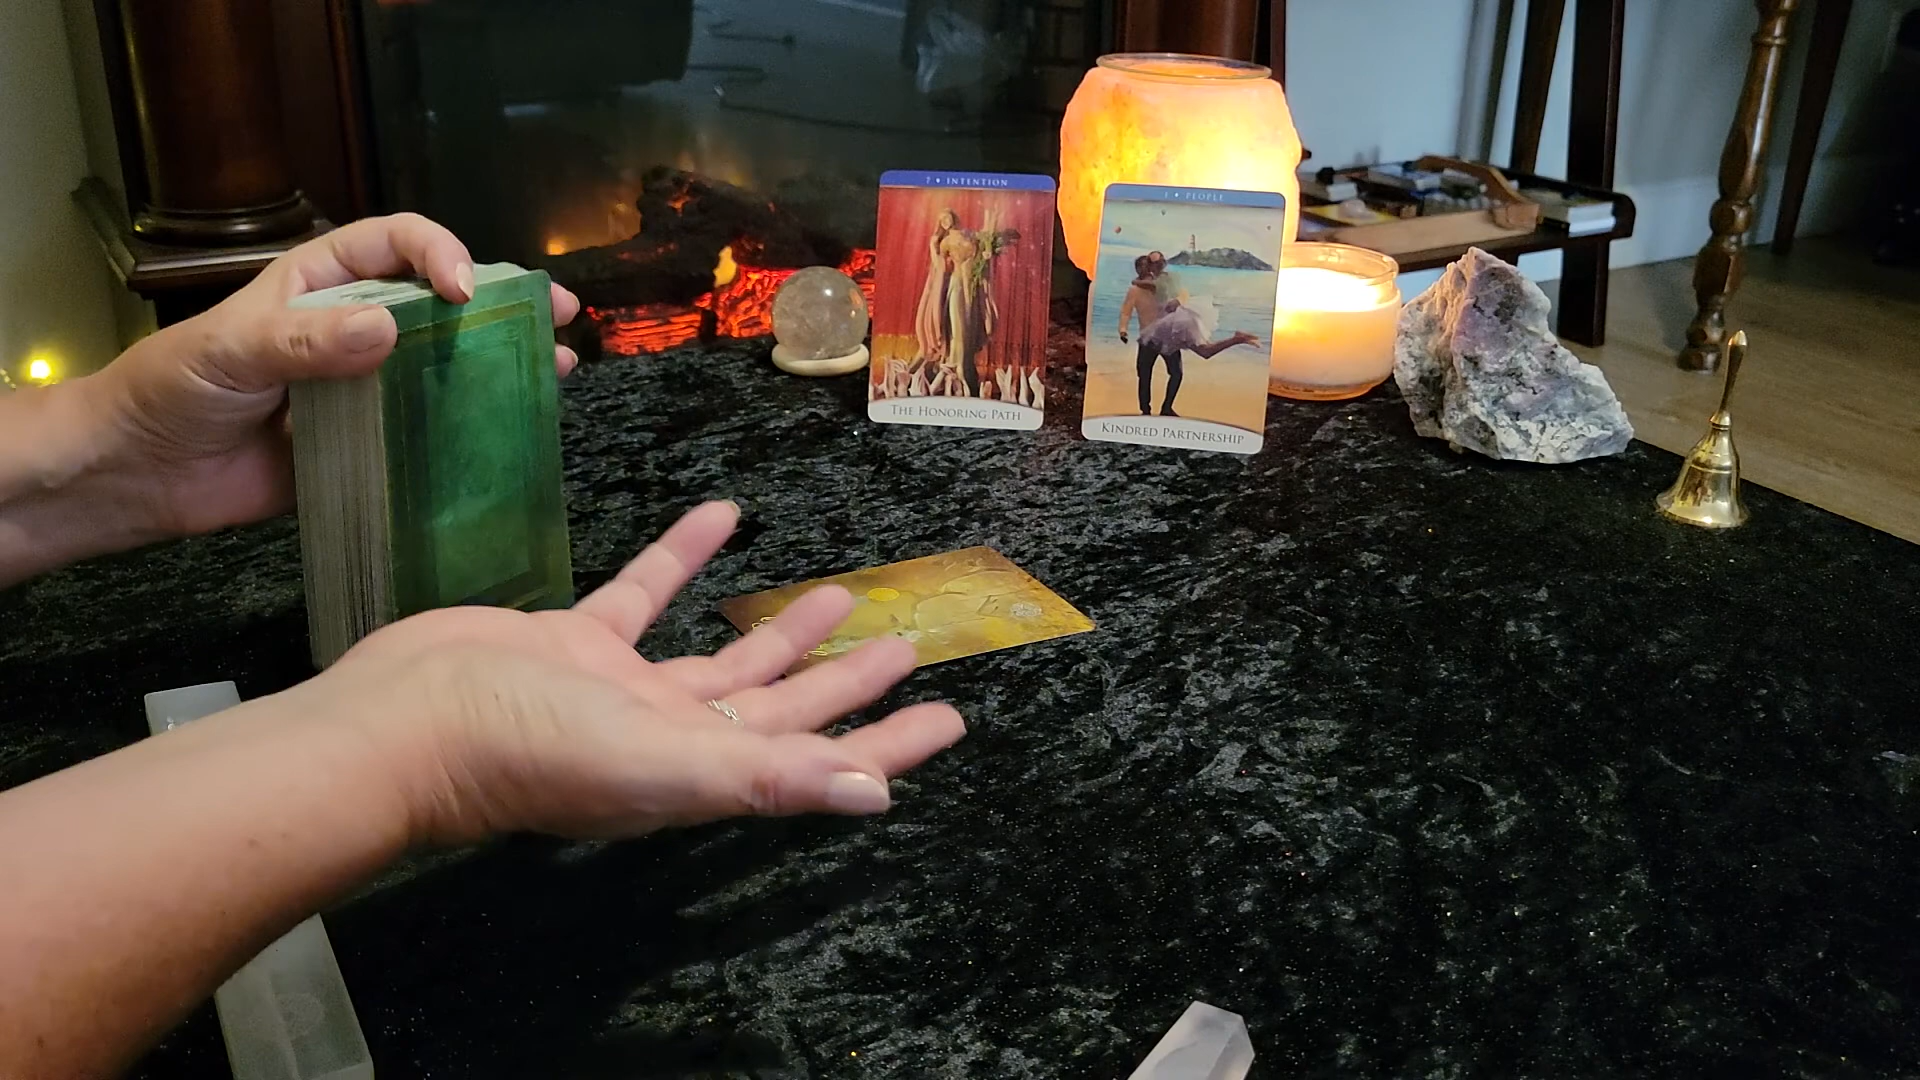 7 • INTENTION
THE HONORING PATH
1 • PEOPLE
KINDRED PARTNERSHIP